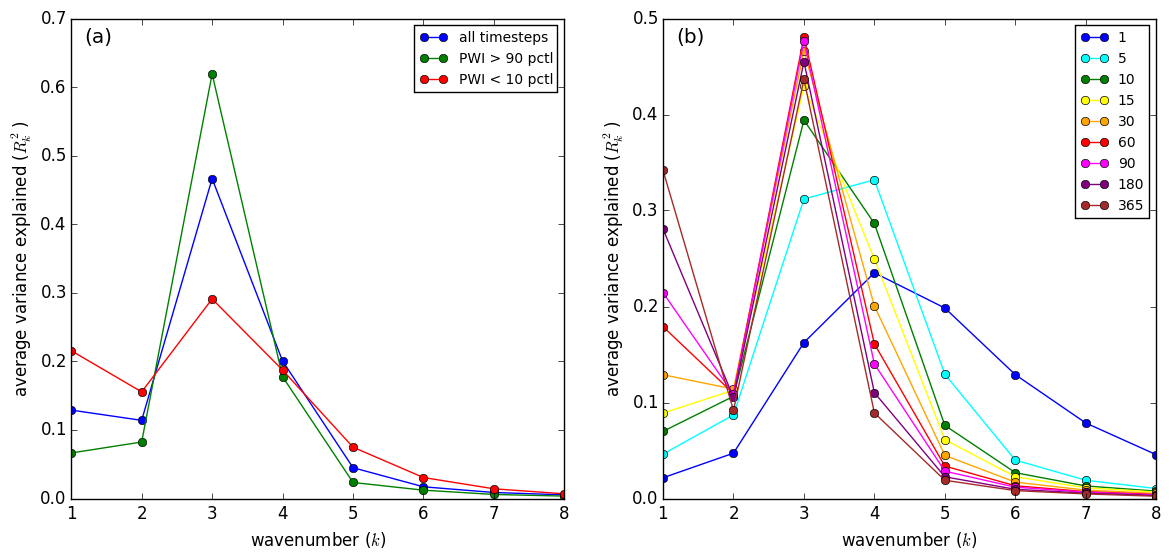 (a)
all timesteps
PWI > 90 pctl
PWI < 10 pctl
0.7
0.6
0.5
0.4
0.3
0.2
0.1
0.0
average variance explained (R_k^2)
1 2 3 4 5 6 7 8
wavenumber (k)
(b)
1
5
10
15
30
60
90
180
365
0.5
0.4
0.3
0.2
0.1
0.0
average variance explained (R_k^2)
1 2 3 4 5 6 7 8
wavenumber (k)